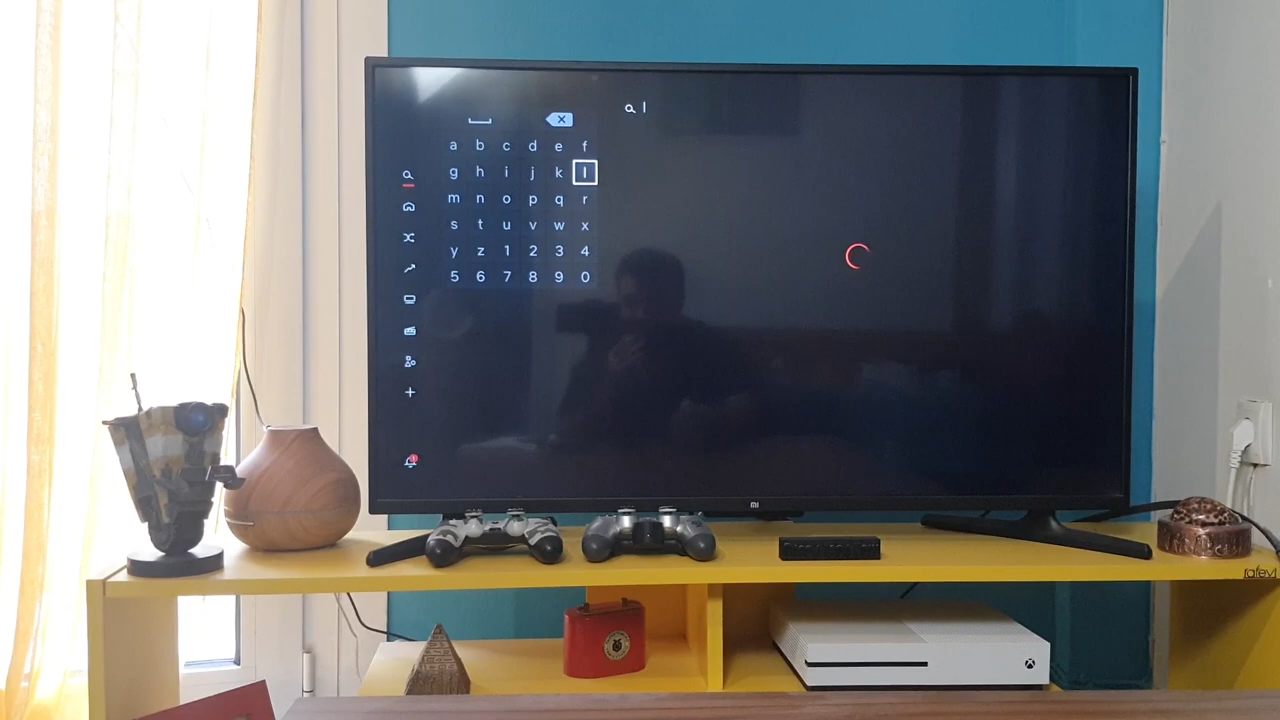 l
a b c d e f
g h i j k l
m n o p q r
s t u v w x
y z 1 2 3 4
5 6 7 8 9 0
mi